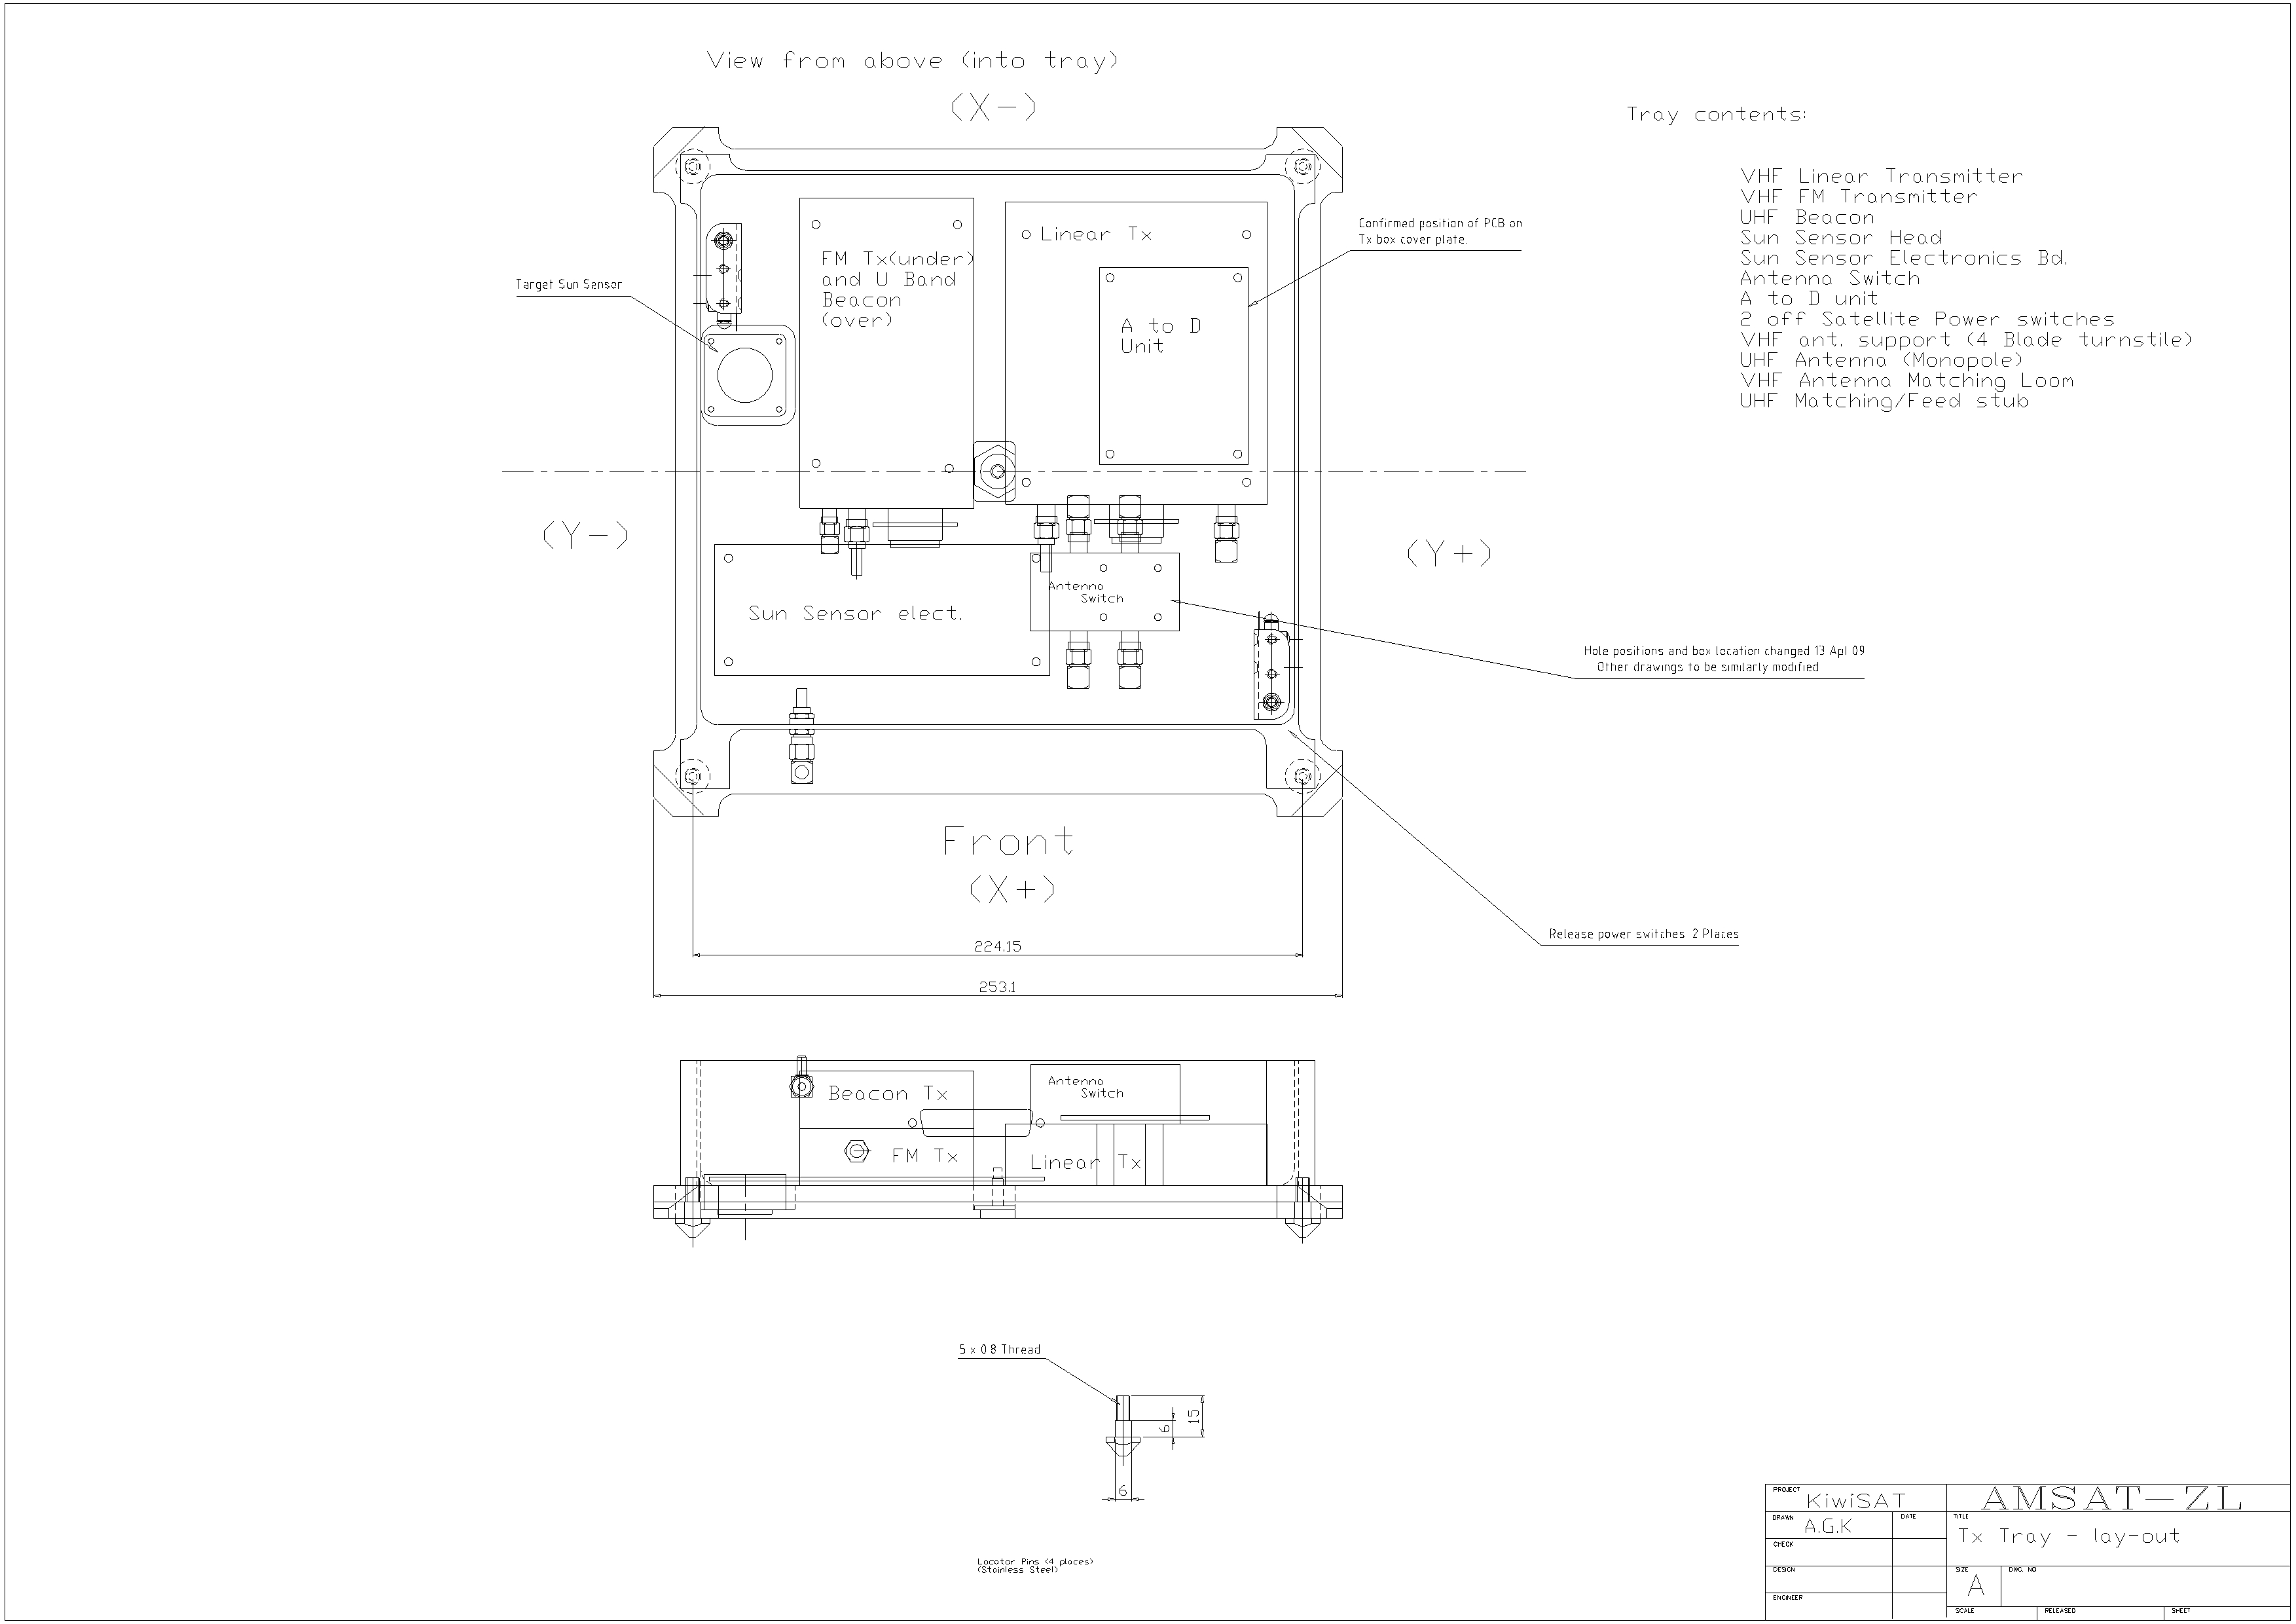 View from above (into tray)
(X-)
Tray contents:
VHF Linear Transmitter
VHF FM Transmitter
UHF Beacon
Sun Sensor Head
Sun Sensor Electronics Bd.
Antenna Switch
A to D unit
2 off Satellite Power switches
VHF ant. support (4 Blade turnstile)
UHF Antenna (Monopole)
VHF Antenna Matching Loom
UHF Matching/Feed stub
Confirmed position of PCB on
Tx box cover plate.
Linear Tx
FM Tx(under)
and U Band
Beacon
(over)
Target Sun Sensor
A to D
Unit
(Y-)
(Y+)
Antenna
Switch
Sun Sensor elect.
Hole positions and box location changed 13 Apl 09
Other drawings to be similarly modified
Front
(X+)
Release power switches 2 Places
224.15
253.1
Beacon Tx
Antenna
Switch
FM Tx
Linear Tx
5 x 0.8 Thread
15
6
6
Locator Pins (4 places)
(Stainless Steel)
PROJECT
KiwiSAT
AMSAT-ZL
DRAWN
A.G.K
DATE
TITLE
Tx Tray - lay-out
CHECK
DESIGN
SIZE
A
DWG. NO
ENGINEER
SCALE
RELEASED
SHEET